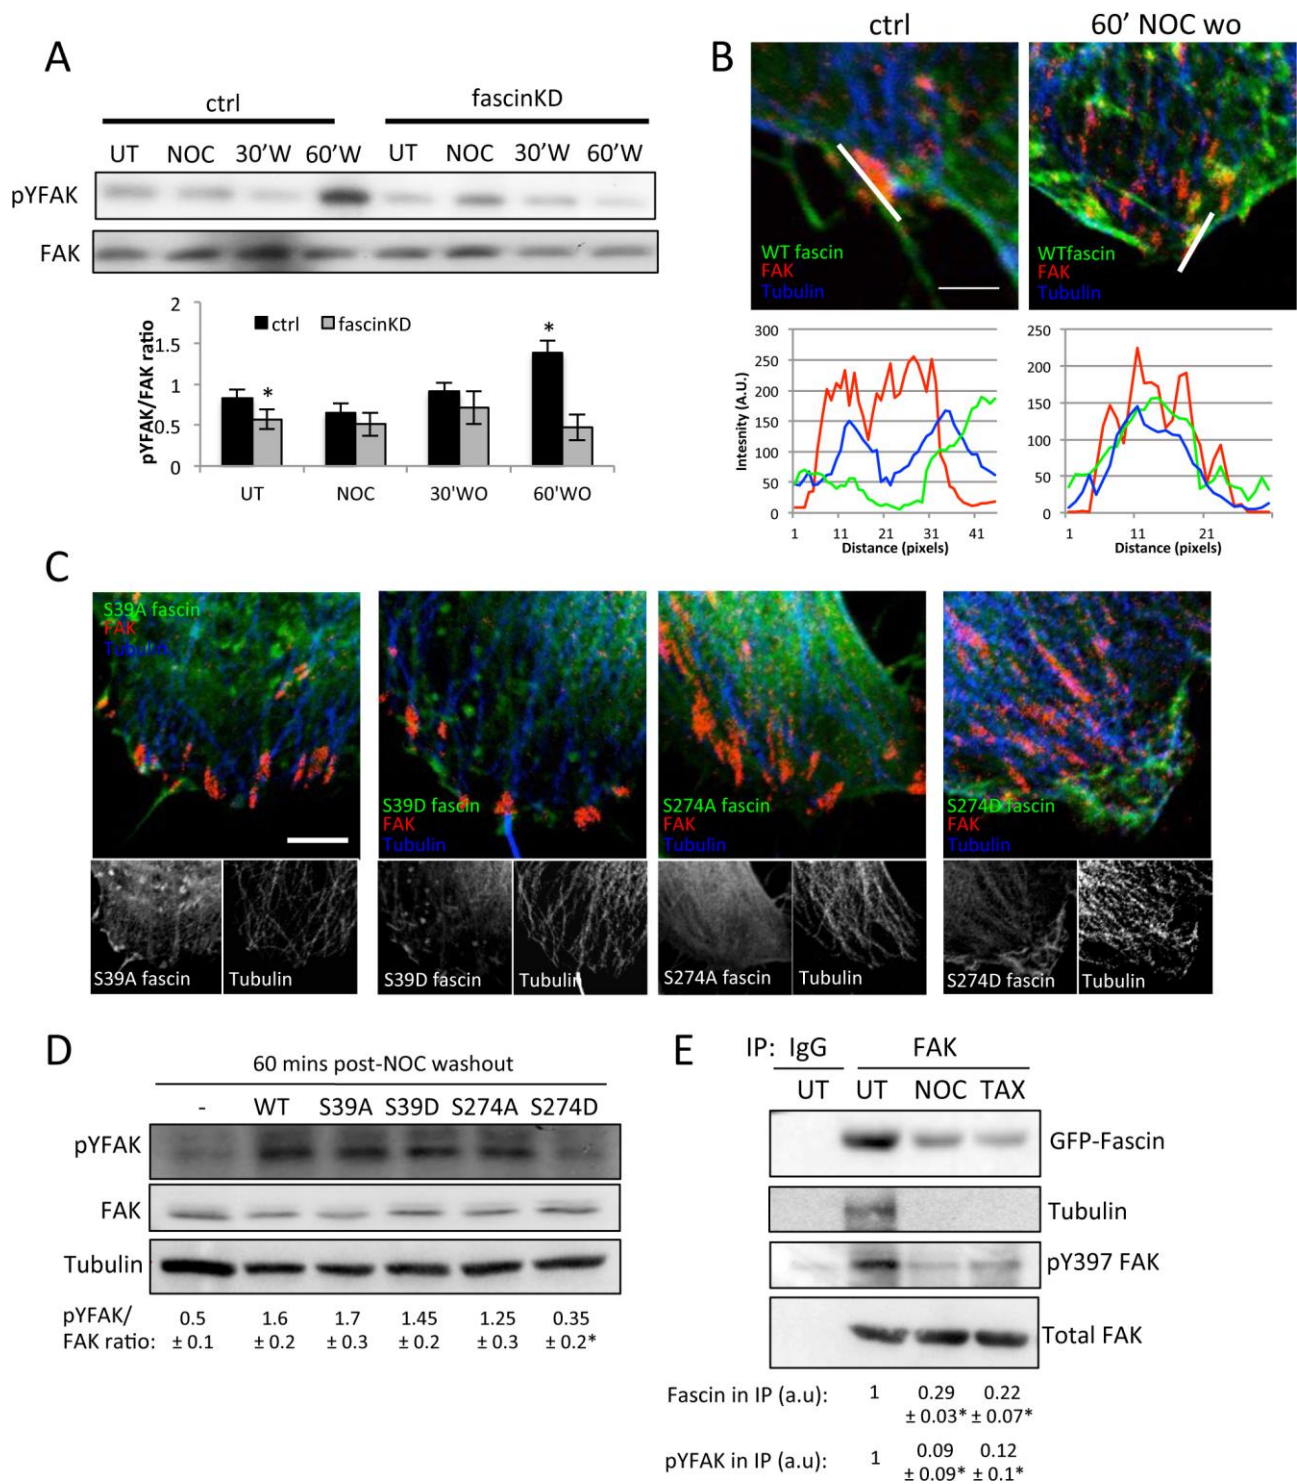 A
ctrl
fascinKD
UT NOC 30'W 60'W UT NOC 30'W 60'W
pYFAK
FAK
pYFAK/FAK ratio
2
1.5
1
0.5
0
ctrl fascinKD
*
*
UT NOC 30'WO 60'WO
B
ctrl
60' NOC wo
WT fascin
FAK
Tubulin
WTfascin
FAK
Tubulin
Intesnity (A.U.)
300
250
200
150
100
50
0
1 11 21 31 41
Distance (pixels)
250
200
150
100
50
0
1 11 21
Distance (pixels)
C
S39A fascin
FAK
Tubulin
S39D fascin
FAK
Tubulin
S274A fascin
FAK
Tubulin
S274D fascin
FAK
Tubulin
S39A fascin
Tubulin
S39D fascin
Tubulin
S274A fascin
Tubulin
S274D fascin
Tubulin
D
60 mins post-NOC washout
- WT S39A S39D S274A S274D
pYFAK
FAK
Tubulin
pYFAK/ 0.5 1.6 1.7 1.45 1.25 0.35
FAK ratio: ± 0.1 ± 0.2 ± 0.3 ± 0.2 ± 0.3 ± 0.2*
E
IP: IgG FAK
UT UT NOC TAX
GFP-Fascin
Tubulin
pY397 FAK
Total FAK
Fascin in IP (a.u): 1 0.29 0.22
± 0.03* ± 0.07*
pYFAK in IP (a.u): 1 0.09 0.12
± 0.09* ± 0.1*